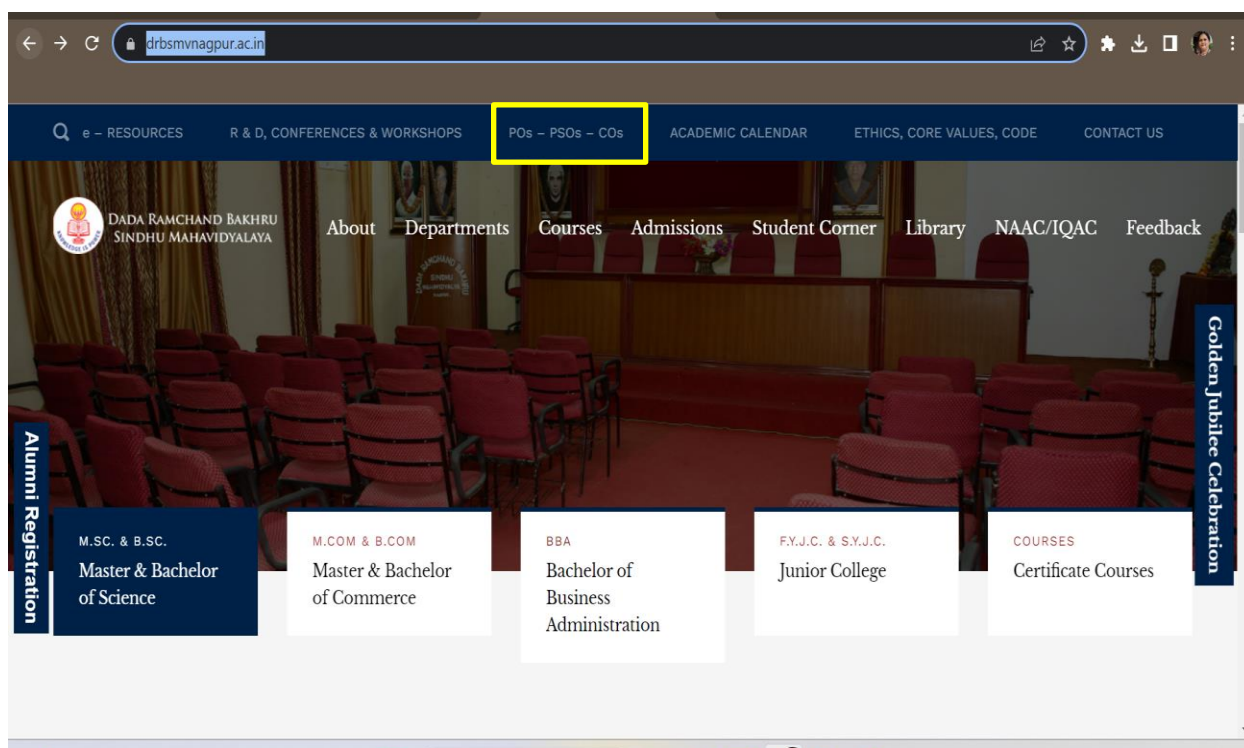 drbsmvnagpur.ac.in
e – RESOURCES R & D, CONFERENCES & WORKSHOPS POs – PSOs – COs ACADEMIC CALENDAR ETHICS, CORE VALUES, CODE CONTACT US
DADA RAMCHAND BAKHRU
SINDHU MAHAVIDYALAYA
About Departments Courses Admissions Student Corner Library NAAC/IQAC Feedback
Golden Jubilee Celebration
Alumni Registration
M.SC. & B.SC.
Master & Bachelor
of Science
M.COM & B.COM
Master & Bachelor
of Commerce
BBA
Bachelor of
Business
Administration
F.Y.J.C. & S.Y.J.C.
Junior College
COURSES
Certificate Courses